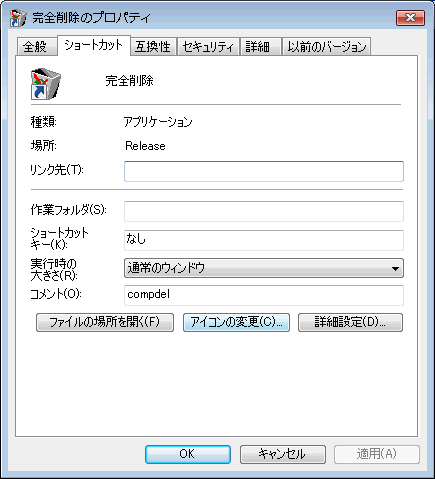 完全削除のプロパティ
全般 ショートカット 互換性 セキュリティ 詳細 以前のバージョン
完全削除
種類: アプリケーション
場所: Release
リンク先(T):
作業フォルダ(S):
ショートカット
キー(K): なし
実行時の
大きさ(R): 通常のウィンドウ
コメント(O): compdel
ファイルの場所を開く(F) アイコンの変更(C)... 詳細設定(D)...
OK キャンセル 適用(A)